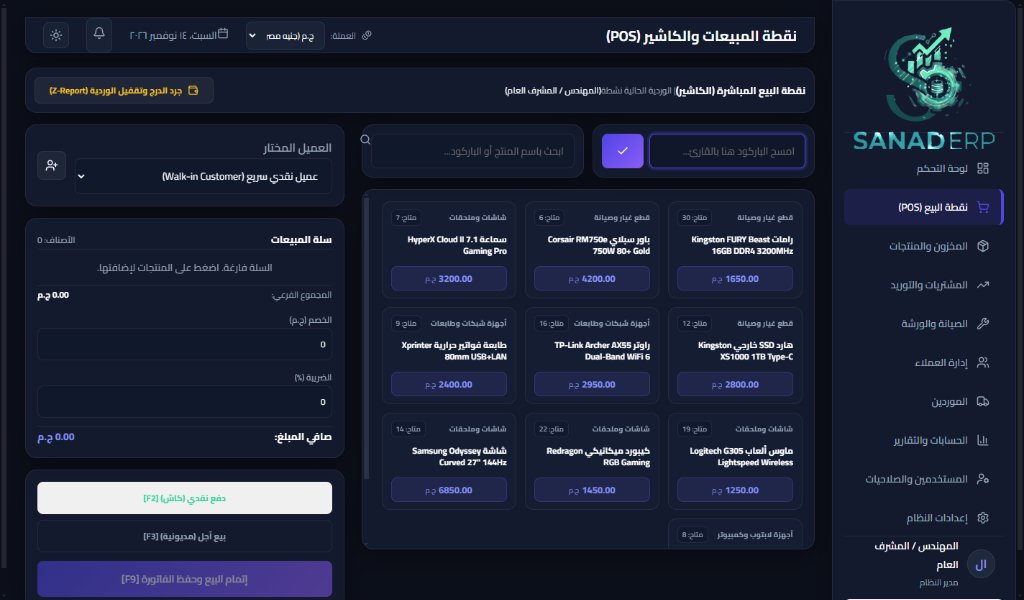 SANAD ERP
لوحة التحكم
نقطة البيع (POS)
المخزون والمنتجات
المشتريات والتوريد
الصيانة والورشة
إدارة العملاء
الموردين
الحسابات والتقارير
المستخدمين والصلاحيات
إعدادات النظام
ال
المهندس / المشرف العام
مدير النظام
نقطة المبيعات والكاشير (POS)
العملة:
ج.م (جنيه مصر
السبت، ١٤ نوفمبر ٢٠٢٦
نقطة البيع المباشرة (الكاشير)| الوردية الحالية نشطة(المهندس / المشرف العام)
جرد الدرج وتقفيل الوردية (Z-Report)
امسح الباركود هنا بالقارئ...
ابحث باسم المنتج أو الباركود...
قطع غيار وصيانة
متاح: 30
رامات Kingston FURY Beast 16GB DDR4 3200MHz
1650.00 ج.م
قطع غيار وصيانة
متاح: 6
باور سبلاي Corsair RM750e 750W 80+ Gold
4200.00 ج.م
شاشات وملحقات
متاح: 7
سماعة HyperX Cloud II 7.1 Gaming Pro
3200.00 ج.م
قطع غيار وصيانة
متاح: 12
هارد SSD خارجي Kingston XS1000 1TB Type-C
2800.00 ج.م
أجهزة شبكات وطابعات
متاح: 16
راوتر TP-Link Archer AX55 Dual-Band WiFi 6
2950.00 ج.م
أجهزة شبكات وطابعات
متاح: 9
طابعة فواتير حرارية Xprinter 80mm USB+LAN
2400.00 ج.م
شاشات وملحقات
متاح: 19
ماوس ألعاب Logitech G305 Lightspeed Wireless
1250.00 ج.م
شاشات وملحقات
متاح: 22
كيبورد ميكانيكي Redragon RGB Gaming
1450.00 ج.م
شاشات وملحقات
متاح: 14
شاشة Samsung Odyssey Curved 27" 144Hz
6850.00 ج.م
أجهزة لابتوب وكمبيوتر
متاح: 8
العميل المختار
عميل نقدي سريع (Walk-in Customer)
سلة المبيعات
الأصناف: 0
السلة فارغة. اضغط على المنتجات لإضافتها.
المجموع الفرعي:
0.00 ج.م
الخصم (ج.م)
0
الضريبة (%)
0
صافي المبلغ:
0.00 ج.م
دفع نقدي (كاش) [F2]
بيع آجل (مديونية) [F3]
إتمام البيع وحفظ الفاتورة [F9]